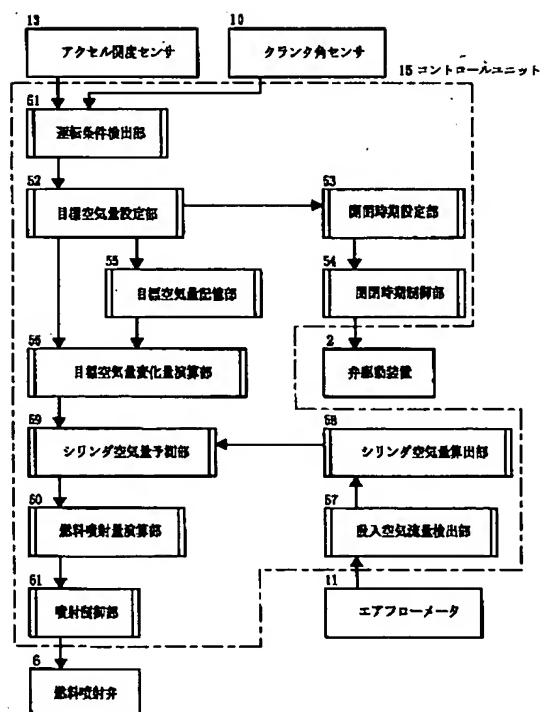 13
アクセル開度センサ
10
クランク角センサ
15 コントロールユニット
51
運転条件検出部
52
目標空気量設定部
53
開閉時期設定部
55
目標空気量記憶部
54
開閉時期制御部
56
目標空気量変化量演算部
2
弁駆動装置
59
シリンダ空気量予測部
58
シリンダ空気量算出部
60
燃料噴射量演算部
57
吸入空気流量検出部
61
噴射制御部
11
エアフローメータ
6
燃料噴射弁